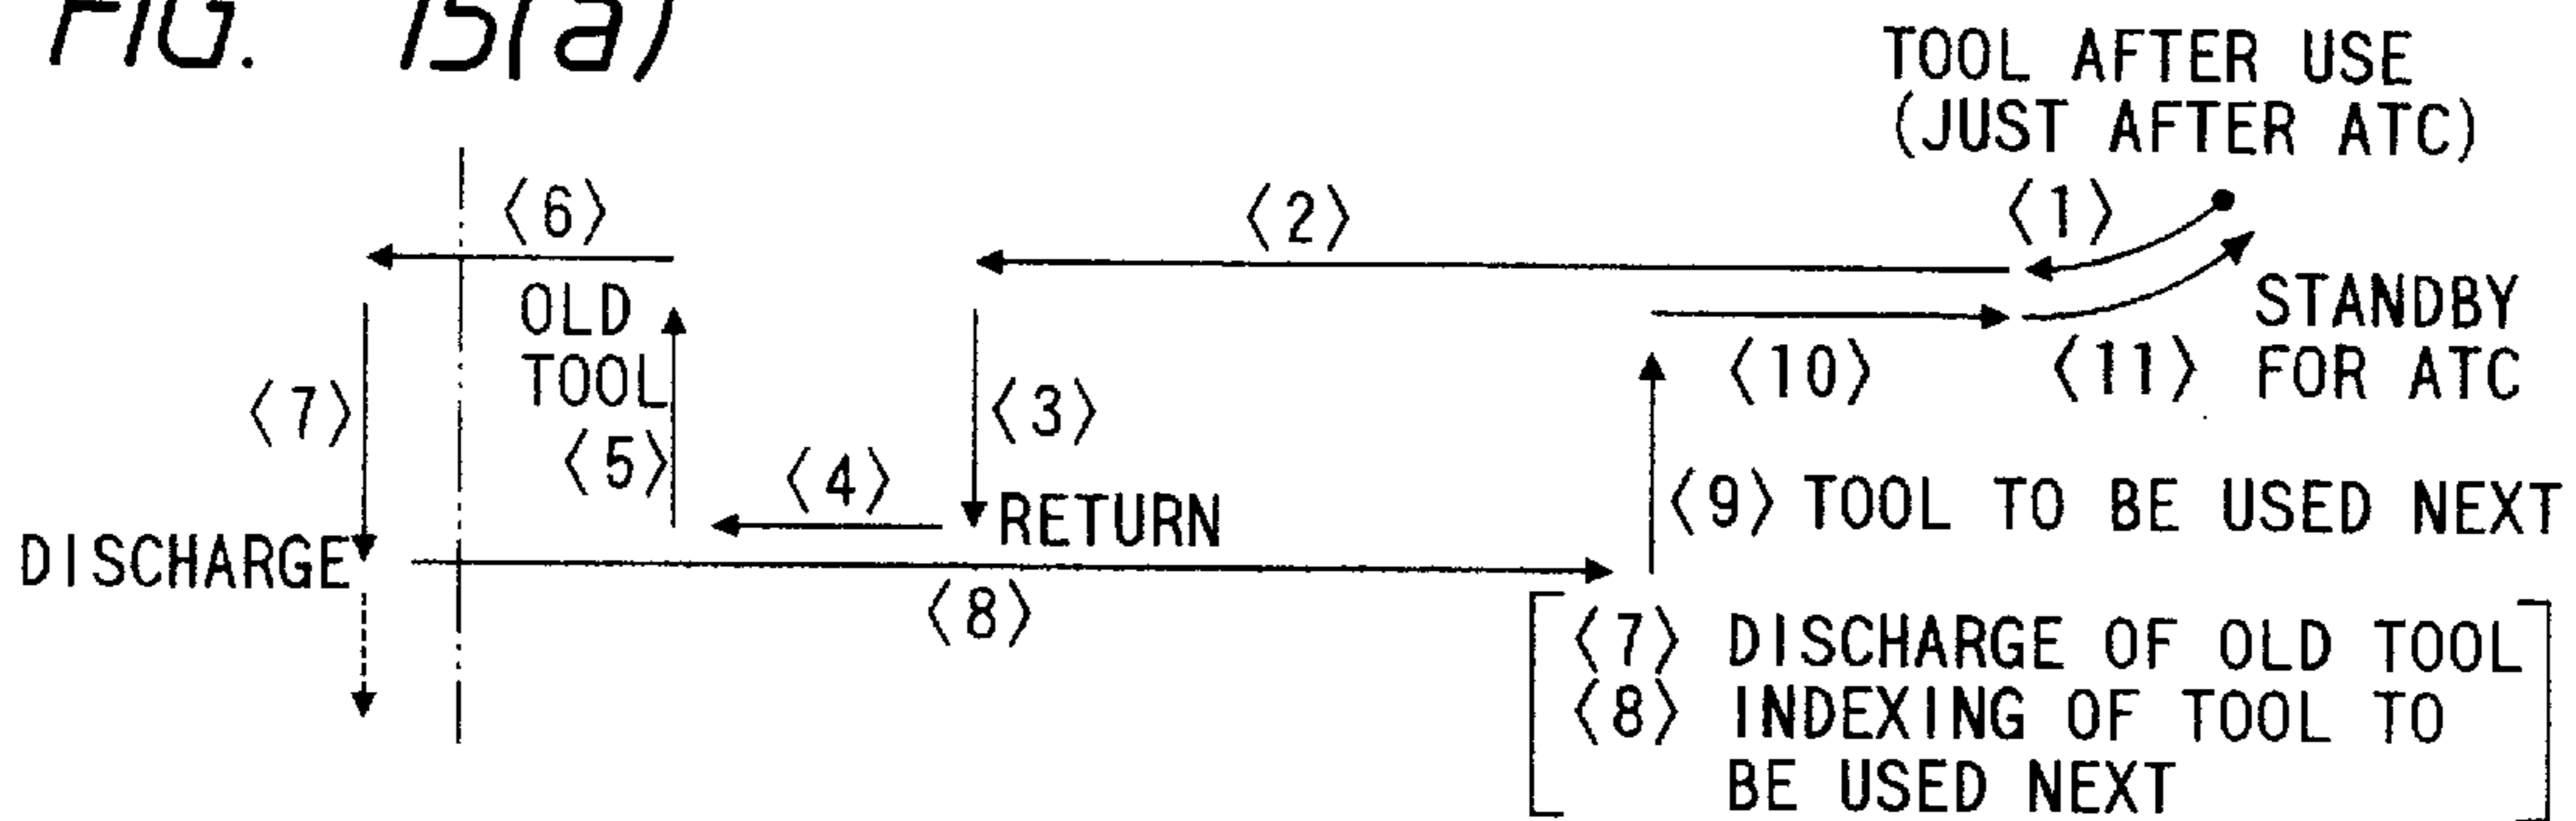 FIG. 15(a)
TOOL AFTER USE
(JUST AFTER ATC)
〈6〉
〈2〉
〈1〉
OLD
TOOL
STANDBY
FOR ATC
〈7〉
〈3〉
〈10〉
〈11〉
〈5〉
〈4〉
RETURN
〈9〉 TOOL TO BE USED NEXT
DISCHARGE
〈8〉
〈7〉 DISCHARGE OF OLD TOOL
〈8〉 INDEXING OF TOOL TO
BE USED NEXT